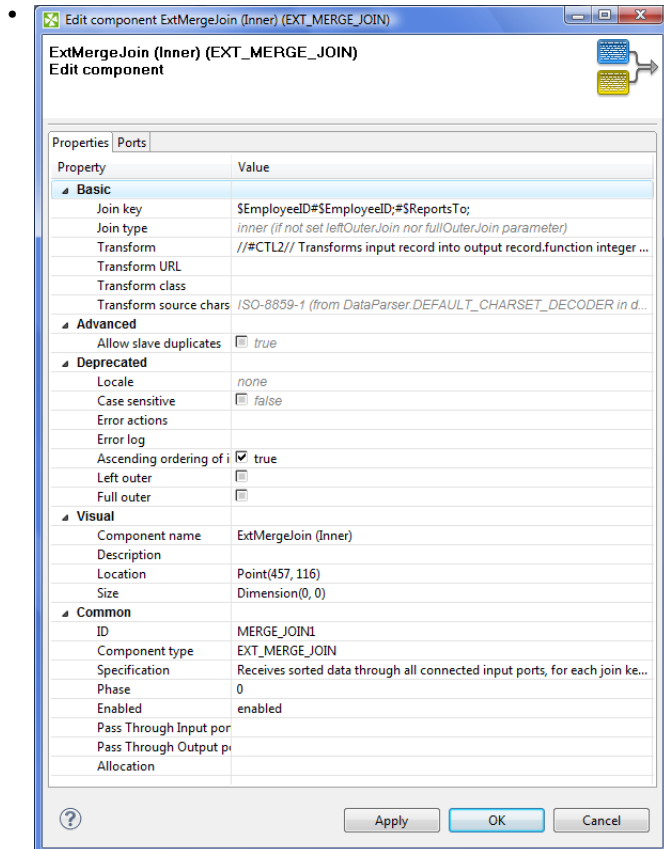 Edit component ExtMergeJoin (Inner) (EXT_MERGE_JOIN)
ExtMergeJoin (Inner) (EXT_MERGE_JOIN)
Edit component
Properties Ports
Property Value
Basic
Join key $EmployeeID#$EmployeeID;#$ReportsTo;
Join type inner (if not set leftOuterJoin nor fullOuterJoin parameter)
Transform //#CTL2// Transforms input record into output record.function integer ...
Transform URL
Transform class
Transform source chars ISO-8859-1 (from DataParser.DEFAULT_CHARSET_DECODER in d...
Advanced
Allow slave duplicates true
Deprecated
Locale none
Case sensitive false
Error actions
Error log
Ascending ordering of i true
Left outer
Full outer
Visual
Component name ExtMergeJoin (Inner)
Description
Location Point(457, 116)
Size Dimension(0, 0)
Common
ID MERGE_JOIN1
Component type EXT_MERGE_JOIN
Specification Receives sorted data through all connected input ports, for each join ke...
Phase 0
Enabled enabled
Pass Through Input por
Pass Through Output p
Allocation
? Apply OK Cancel